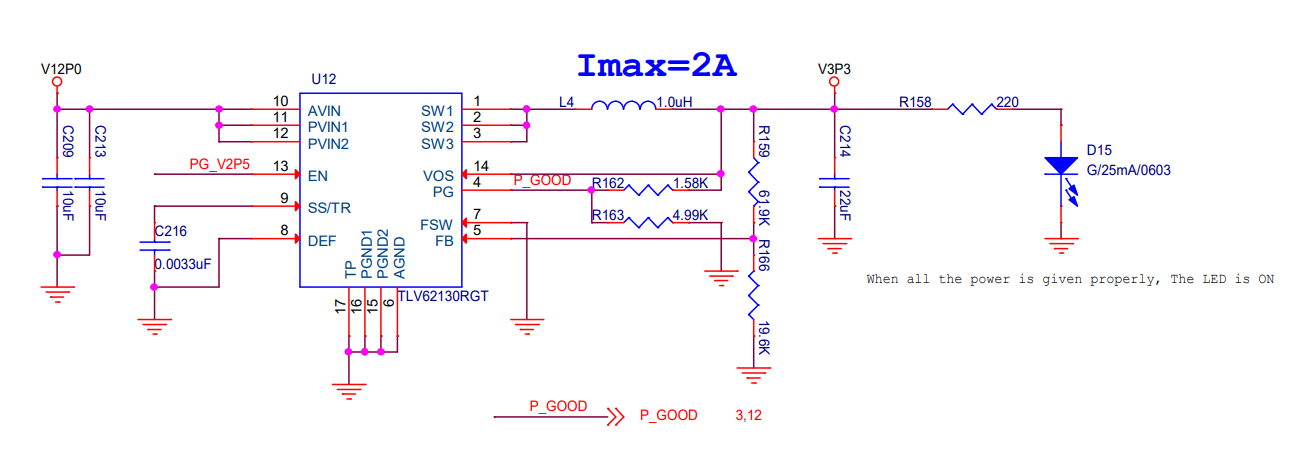 Imax=2A
V12P0
U12
V3P3
10
AVIN
SW1
1
L4
1.0uH
R158
220
11
PVIN1
SW2
2
12
PVIN2
SW3
3
C209
C213
R159
C214
D15
G/25mA/0603
PG_V2P5
13
EN
VOS
14
P_GOOD
PG
4
R162
1.58K
10uF
10uF
61.9K
22uF
9
SS/TR
FSW
7
R163
4.99K
C216
8
DEF
FB
5
0.0033uF
TP
PGND1
PGND2
AGND
R166
TLV62130RGT
17
16
15
6
19.6K
When all the power is given properly, The LED is ON
P_GOOD
P_GOOD
3,12